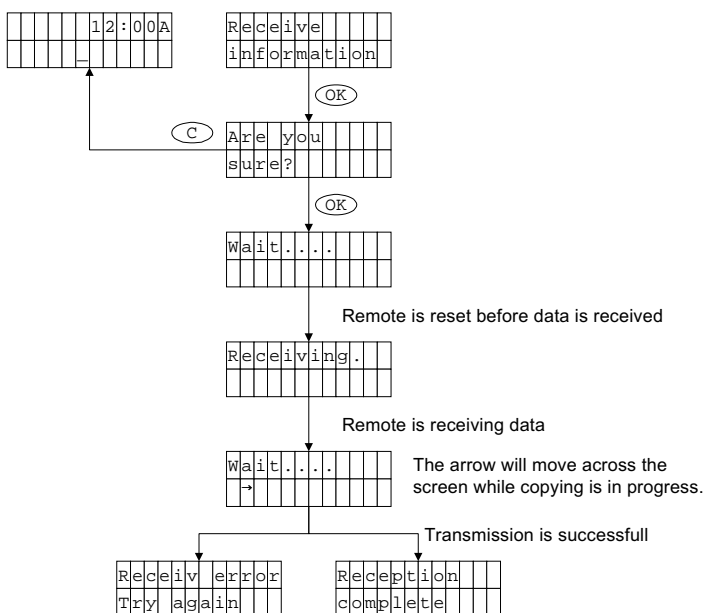 12:00A
_
Receive
information
OK
C
Are you
sure?
OK
Wait....
Remote is reset before data is received
Receiving.
Remote is receiving data
Wait....
→
The arrow will move across the
screen while copying is in progress.
Transmission is successfull
Receiv error
Try again
Reception
complete